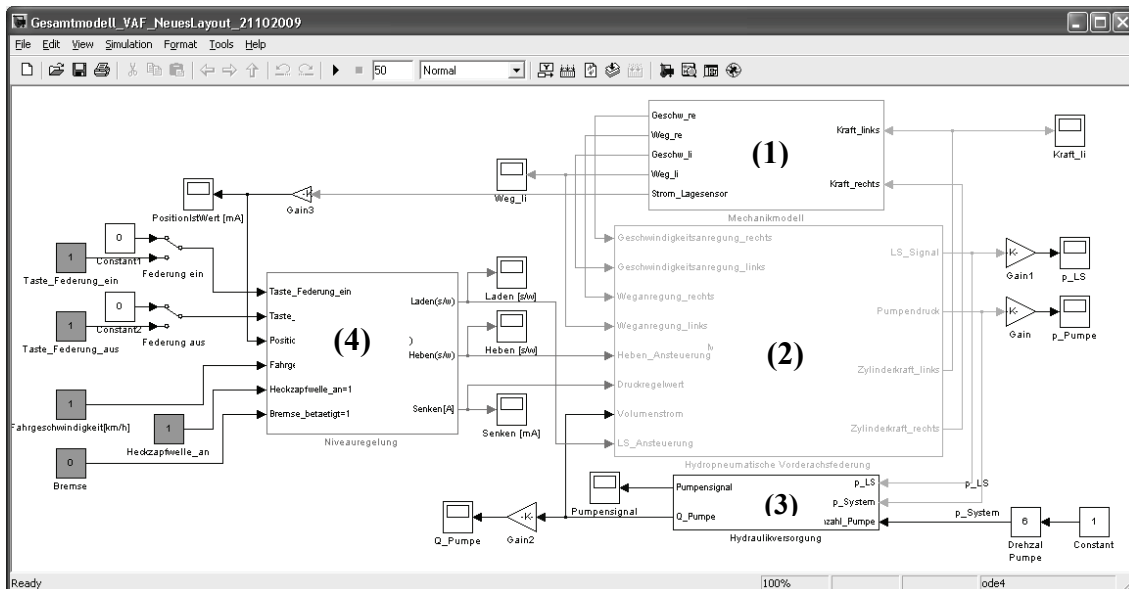 Gesamtmodell_VAF_NeuesLayout_21102009
File Edit View Simulation Format Tools Help
50 Normal
Geschw_re
Weg_re
Geschw_li
Weg_li
Strom_Lagesensor
(1)
Kraft_links
Kraft_rechts
Mechanikmodell
Kraft_li
Weg_li
PositionIstWert [mA]
-K-
Gain3
0
Constant1
1
Taste_Federung_ein
Federung ein
0
Constant2
1
Taste_Federung_aus
Federung aus
1
Fahrgeschwindigkeit[km/h]
1
Heckzapfwelle_an
0
Bremse
Taste_Federung_ein
Taste_
Positic
Fahrge
Heckzapfwelle_an=1
Bremse_betaetigt=1
(4)
Laden(s/w)
)
Heben(s/w)
Senken[A]
Niveauregelung
Laden [s/w]
Heben [s/w]
Senken [mA]
Geschwindigkeitsanregung_rechts
Geschwindigkeitsanregung_links
Weganregung_rechts
Weganregung_links
Heben_Ansteuerung
Druckregelwert
Volumenstrom
LS_Ansteuerung
(2)
LS_Signal
Pumpendruck
Zylinderkraft_links
Zylinderkraft_rechts
Hydropneumatische Vorderachsfederung
-K-
Gain1
p_LS
-K-
Gain
p_Pumpe
Pumpensignal
Q_Pumpe
(3)
p_LS
p_System
nzahl_Pumpe
Hydraulikversorgung
p_LS
p_System
Pumpensignal
Q_Pumpe
-K-
Gain2
6
Drehzal
Pumpe
1
Constant
Ready 100% ode4